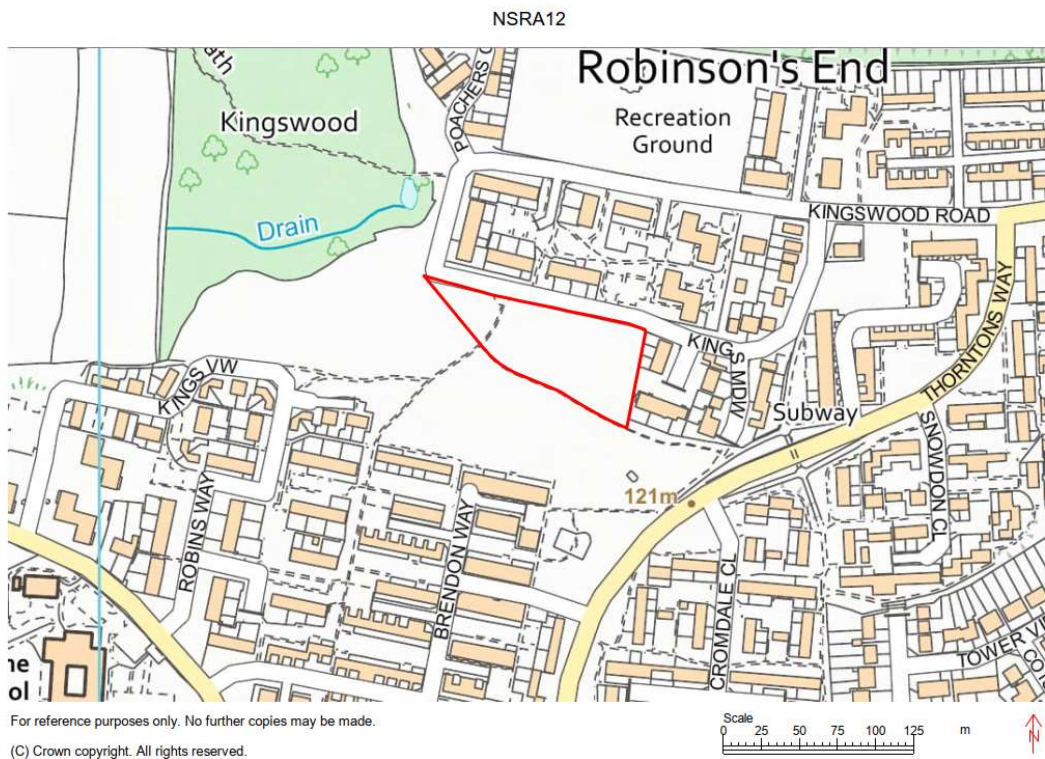 NSRA12
Robinson's End
Recreation
Ground
Kingswood
POACHERS
KINGSWOOD ROAD
Drain
THORNTONS WAY
KINGS MDW
KINGS VW
Subway
SNOWDON CL
121m
ROBINS WAY
BRENDON WAY
CROMDALE CL
For reference purposes only. No further copies may be made.
(C) Crown copyright. All rights reserved.
Scale
0 25 50 75 100 125 m
N